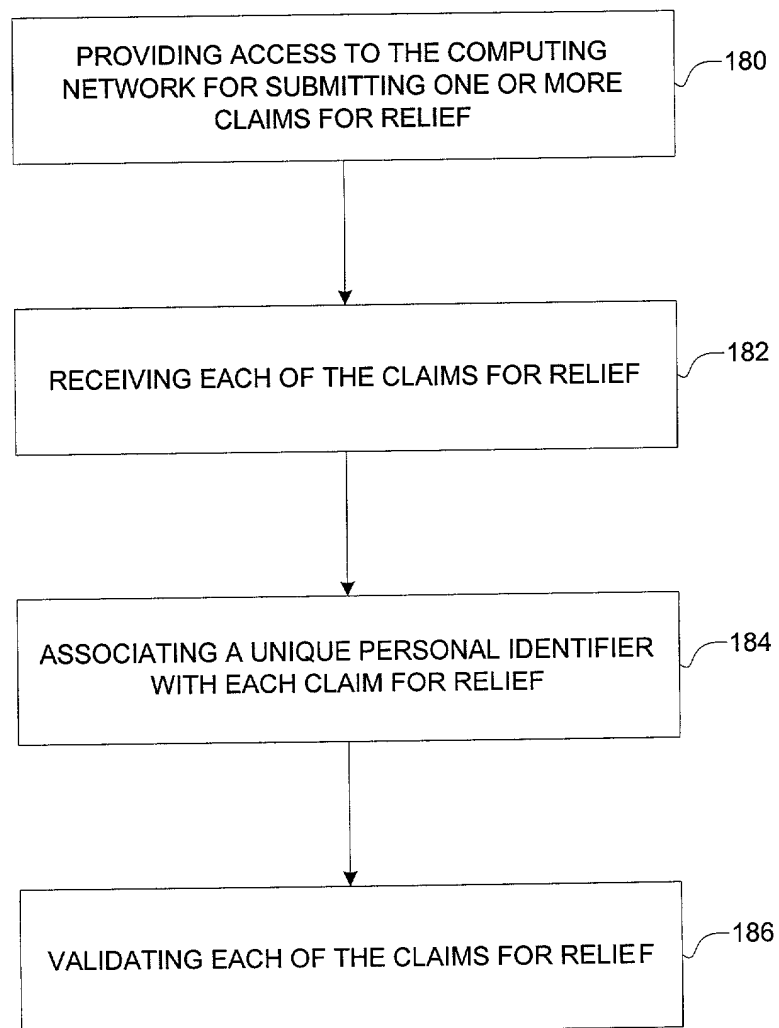 PROVIDING ACCESS TO THE COMPUTING
NETWORK FOR SUBMITTING ONE OR MORE
CLAIMS FOR RELIEF
180
RECEIVING EACH OF THE CLAIMS FOR RELIEF
182
ASSOCIATING A UNIQUE PERSONAL IDENTIFIER
WITH EACH CLAIM FOR RELIEF
184
VALIDATING EACH OF THE CLAIMS FOR RELIEF
186